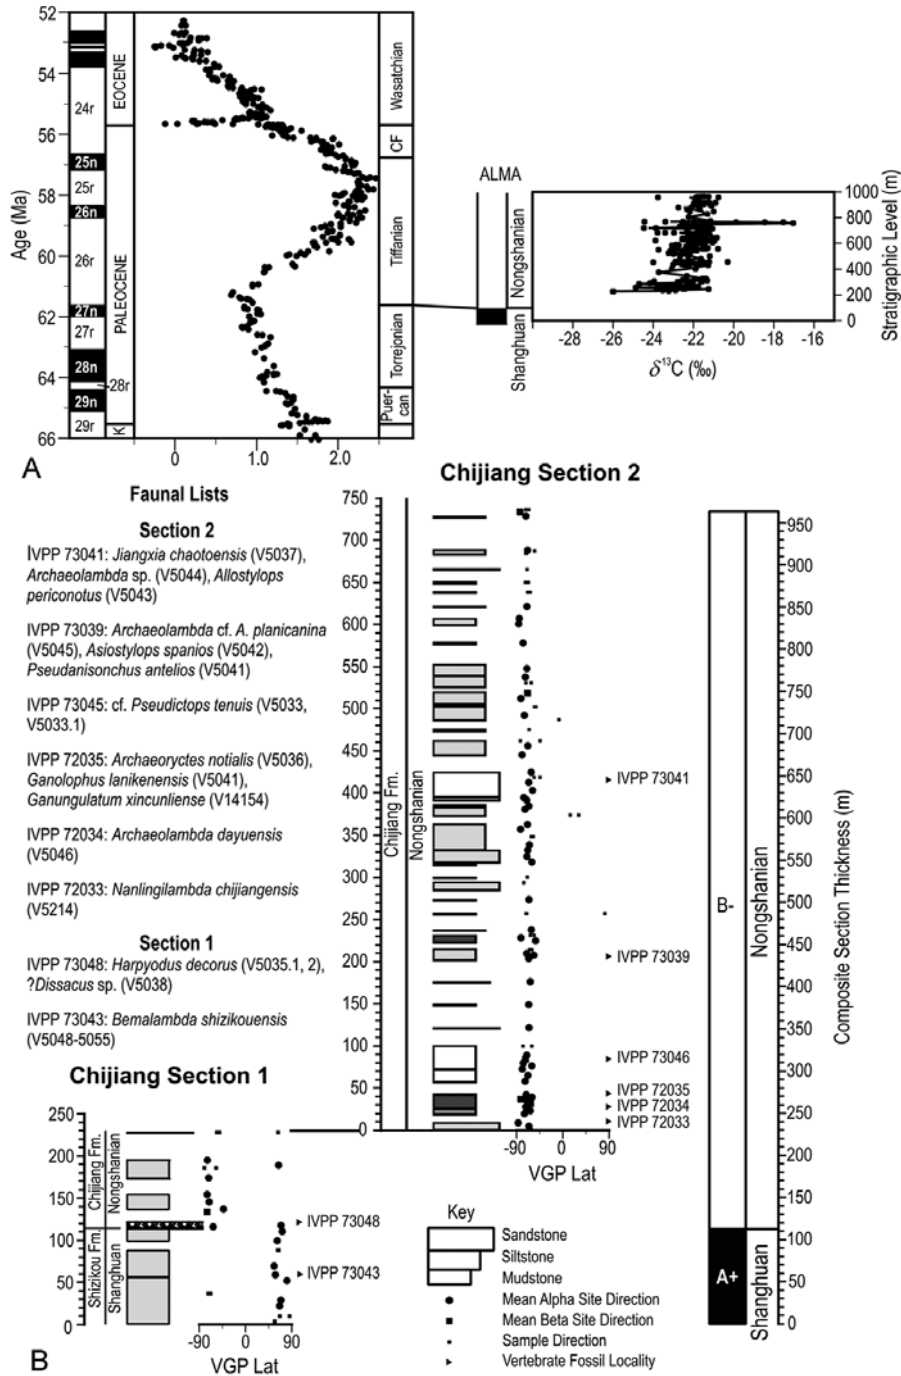 52
54
56
58
60
62
64
66
Age (Ma)
24r
25n
25r
26n
26r
27n
27r
28n
28r
29n
29r
EOCENE
PALEOCENE
K
Wasatchian
CF
Tiffanian
Torrejonian
Puer-
can
0
1.0
2.0
A
ALMA
Nongshanian
Shanghuan
1000
800
600
400
200
0
Stratigraphic Level (m)
-28
-26
-24
-22
-20
-18
-16
δ¹³C (‰)
Faunal Lists
Section 2
IVPP 73041: Jiangxia chaotoensis (V5037),
Archaeolambda sp. (V5044), Allostylops
periconotus (V5043)
IVPP 73039: Archaeolambda cf. A. planicanina
(V5045), Asiostylops spanios (V5042),
Pseudanisonchus antelios (V5041)
IVPP 73045: cf. Pseudictops tenuis (V5033,
V5033.1)
IVPP 72035: Archaeoryctes notialis (V5036),
Ganolophus lanikenensis (V5041),
Ganungulatum xincunliense (V14154)
IVPP 72034: Archaeolambda dayuensis
(V5046)
IVPP 72033: Nanlingilambda chijiangensis
(V5214)
Section 1
IVPP 73048: Harpyodus decorus (V5035.1, 2),
?Dissacus sp. (V5038)
IVPP 73043: Bemalambda shizikouensis
(V5048-5055)
Chijiang Section 2
750
700
650
600
550
500
450
400
350
300
250
200
150
100
50
0
Chijiang Fm.
Nongshanian
IVPP 73041
IVPP 73039
IVPP 73046
IVPP 72035
IVPP 72034
IVPP 72033
-90
0
90
VGP Lat
B-
A+
Nongshanian
Shanghuan
950
900
850
800
750
700
650
600
550
500
450
400
350
300
250
200
150
100
50
0
Composite Section Thickness (m)
Chijiang Section 1
250
200
150
100
50
0
Shizikou Fm.
Chijiang Fm.
Shanghuan
Nongshanian
IVPP 73048
IVPP 73043
-90
0
90
VGP Lat
B
Key
Sandstone
Siltstone
Mudstone
Mean Alpha Site Direction
Mean Beta Site Direction
Sample Direction
Vertebrate Fossil Locality